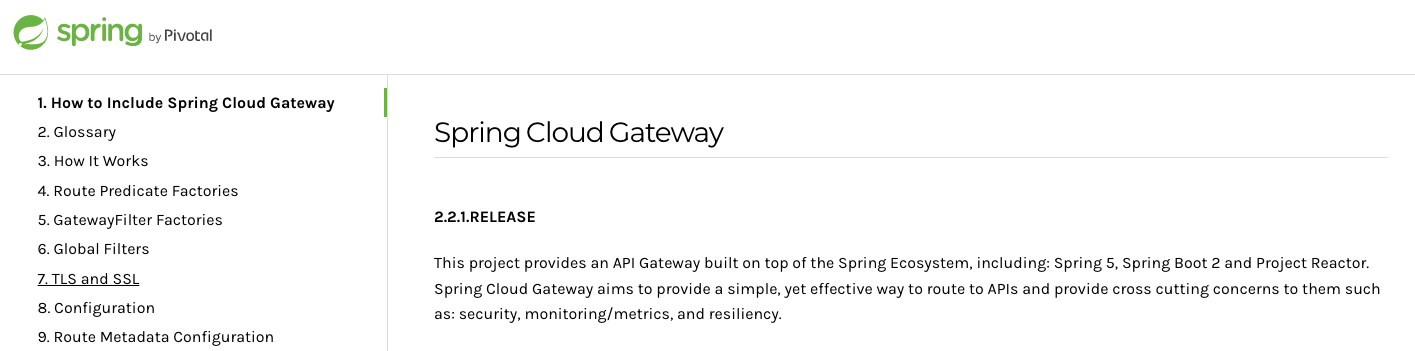 spring by Pivotal
1. How to Include Spring Cloud Gateway
2. Glossary
3. How It Works
4. Route Predicate Factories
5. GatewayFilter Factories
6. Global Filters
7. TLS and SSL
8. Configuration
9. Route Metadata Configuration
Spring Cloud Gateway
2.2.1.RELEASE
This project provides an API Gateway built on top of the Spring Ecosystem, including: Spring 5, Spring Boot 2 and Project Reactor.
Spring Cloud Gateway aims to provide a simple, yet effective way to route to APIs and provide cross cutting concerns to them such
as: security, monitoring/metrics, and resiliency.